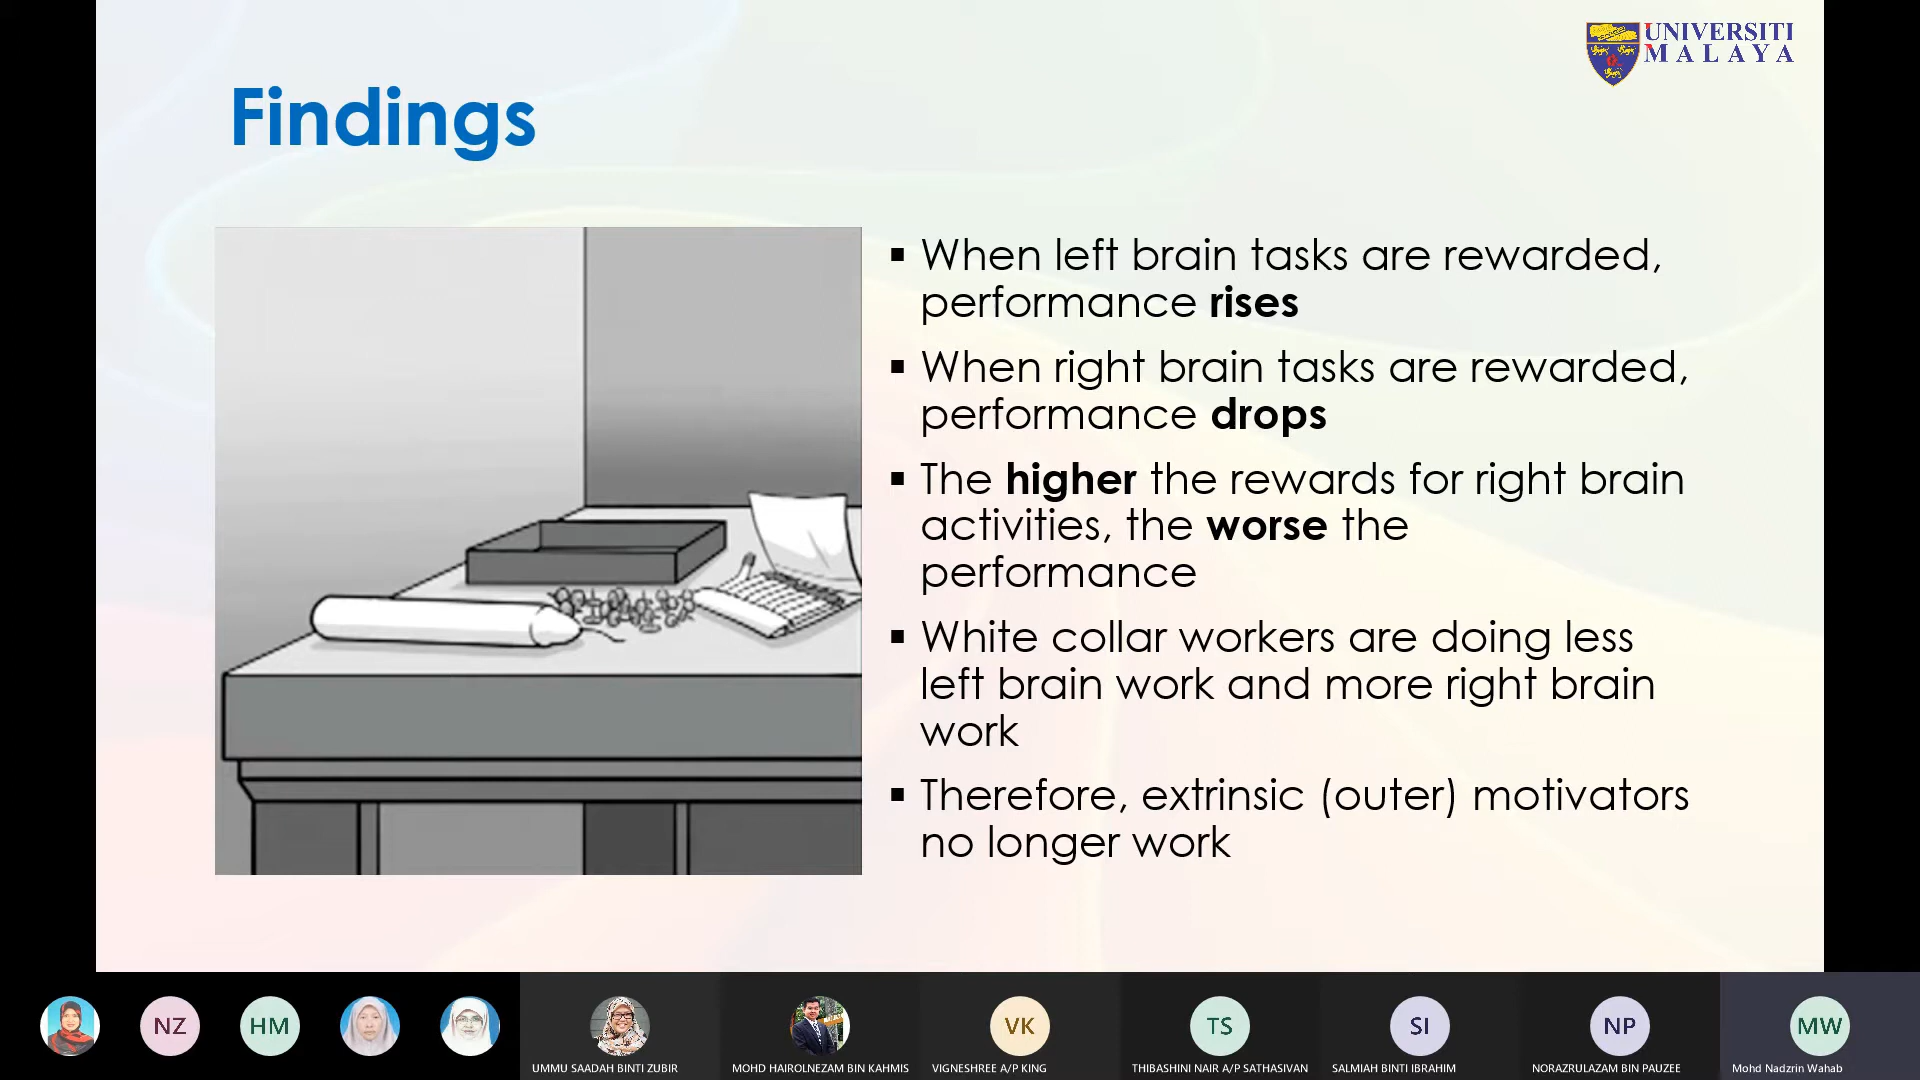 UNIVERSITI
MALAYA
Findings
▪ When left brain tasks are rewarded,
performance rises
▪ When right brain tasks are rewarded,
performance drops
▪ The higher the rewards for right brain
activities, the worse the
performance
▪ White collar workers are doing less
left brain work and more right brain
work
▪ Therefore, extrinsic (outer) motivators
no longer work
NZ
HM
VK
TS
SI
NP
MW
UMMU SAADAH BINTI ZUBIR
MOHD HAIROLNEZAM BIN KAHMIS
VIGNESHREE A/P KING
THIBASHINI NAIR A/P SATHASIVAN
SALMIAH BINTI IBRAHIM
NORAZRULAZAM BIN PAUZEE
Mohd Nadzrin Wahab